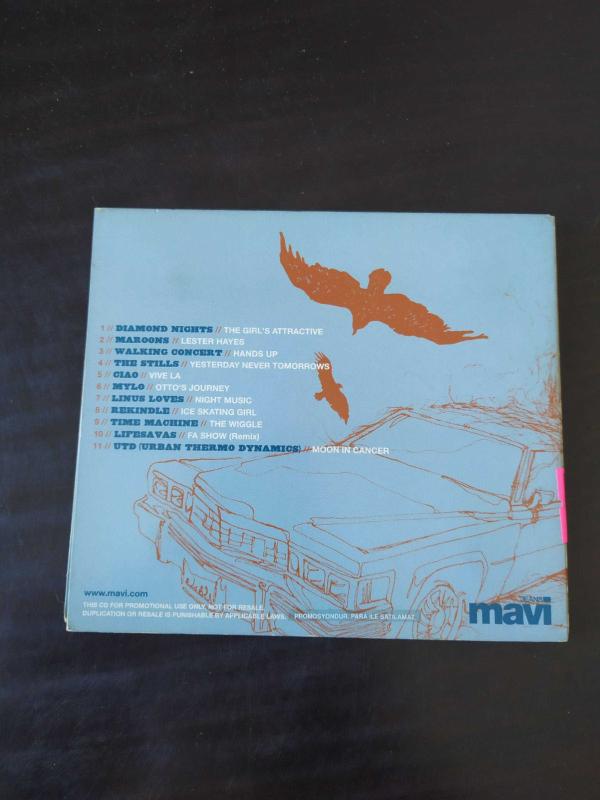 1 // DIAMOND NIGHTS // THE GIRL'S ATTRACTIVE
2 // MAROONS // LESTER HAYES
3 // WALKING CONCERT // HANDS UP
4 // THE STILLS // YESTERDAY NEVER TOMORROWS
5 // CIAO // VIVE LA
6 // MYLO // OTTO'S JOURNEY
7 // LINUS LOVES // NIGHT MUSIC
8 // REKINDLE // ICE SKATING GIRL
9 // TIME MACHINE // THE WIGGLE
10 // LIFESAVAS // FA SHOW (Remix)
11 // UTD (URBAN THERMO DYNAMICS) // MOON IN CANCER
www.mavi.com
THIS CD FOR PROMOTIONAL USE ONLY, NOT FOR RESALE.
DUPLICATION OR RESALE IS PUNISHABLE BY APPLICABLE LAWS. PROMOSYONDUR. PARA İLE SATILAMAZ.
JEANS
mavi